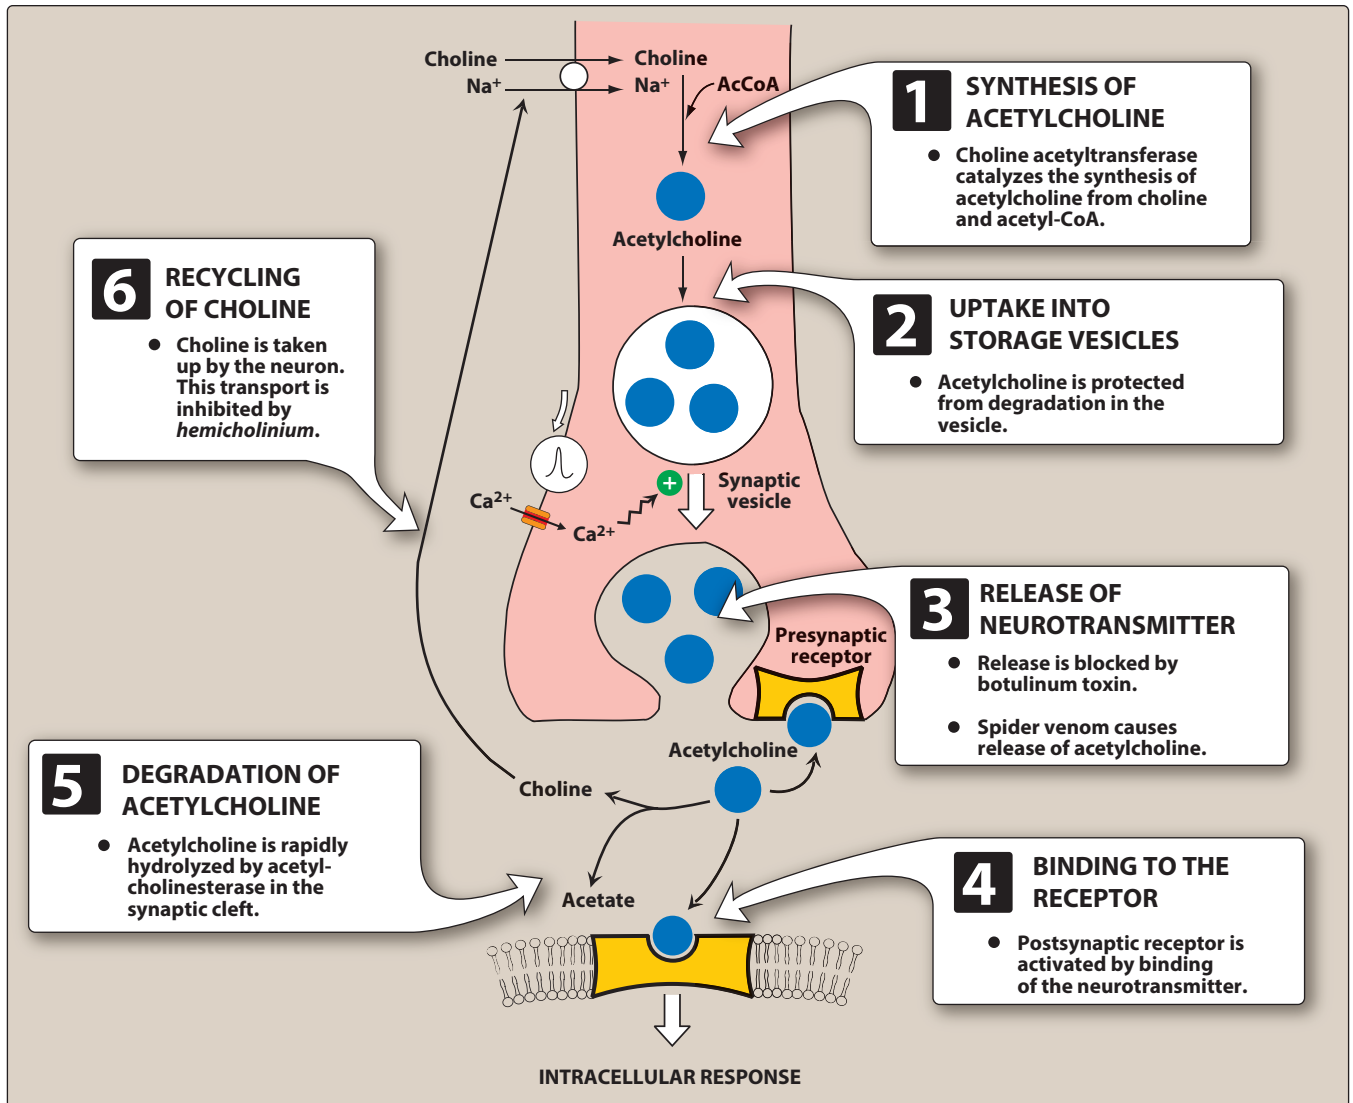 Choline
Na⁺
Choline
Na⁺
AcCoA
1
SYNTHESIS OF
ACETYLCHOLINE
● Choline acetyltransferase
catalyzes the synthesis of
acetylcholine from choline
and acetyl-CoA.
Acetylcholine
2
UPTAKE INTO
STORAGE VESICLES
● Acetylcholine is protected
from degradation in the
vesicle.
6
RECYCLING
OF CHOLINE
● Choline is taken
up by the neuron.
This transport is
inhibited by
hemicholinium.
+
Synaptic
vesicle
Ca²⁺
Ca²⁺
3
RELEASE OF
NEUROTRANSMITTER
● Release is blocked by
botulinum toxin.
● Spider venom causes
release of acetylcholine.
Presynaptic
receptor
Acetylcholine
Choline
Acetate
5
DEGRADATION OF
ACETYLCHOLINE
● Acetylcholine is rapidly
hydrolyzed by acetyl-
cholinesterase in the
synaptic cleft.
4
BINDING TO THE
RECEPTOR
● Postsynaptic receptor is
activated by binding
of the neurotransmitter.
INTRACELLULAR RESPONSE